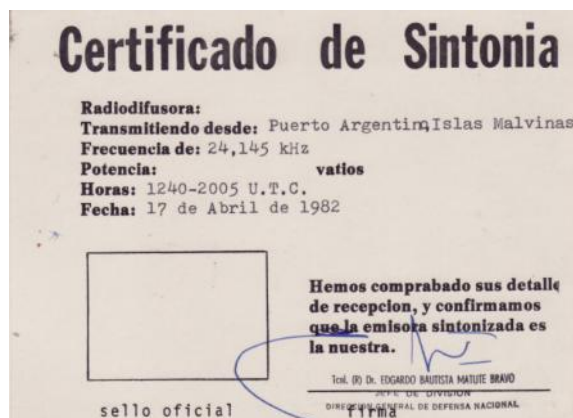 Certificado de Sintonia
Radiodifusora:
Transmitiendo desde: Puerto Argentino,Islas Malvinas
Frecuencia de: 24,145 kHz
Potencia: vatios
Horas: 1240-2005 U.T.C.
Fecha: 17 de Abril de 1982
Hemos comprobado sus detalle
de recepcion, y confirmamos
que la emisora sintonizada es
la nuestra.
Tcnl. (R) Dr. EDGARDO BAUTISTA MATUTE BRAVO
JEFE DE DIVISION
DIRECCION GENERAL DE DEFENSA NACIONAL
sello oficial firma